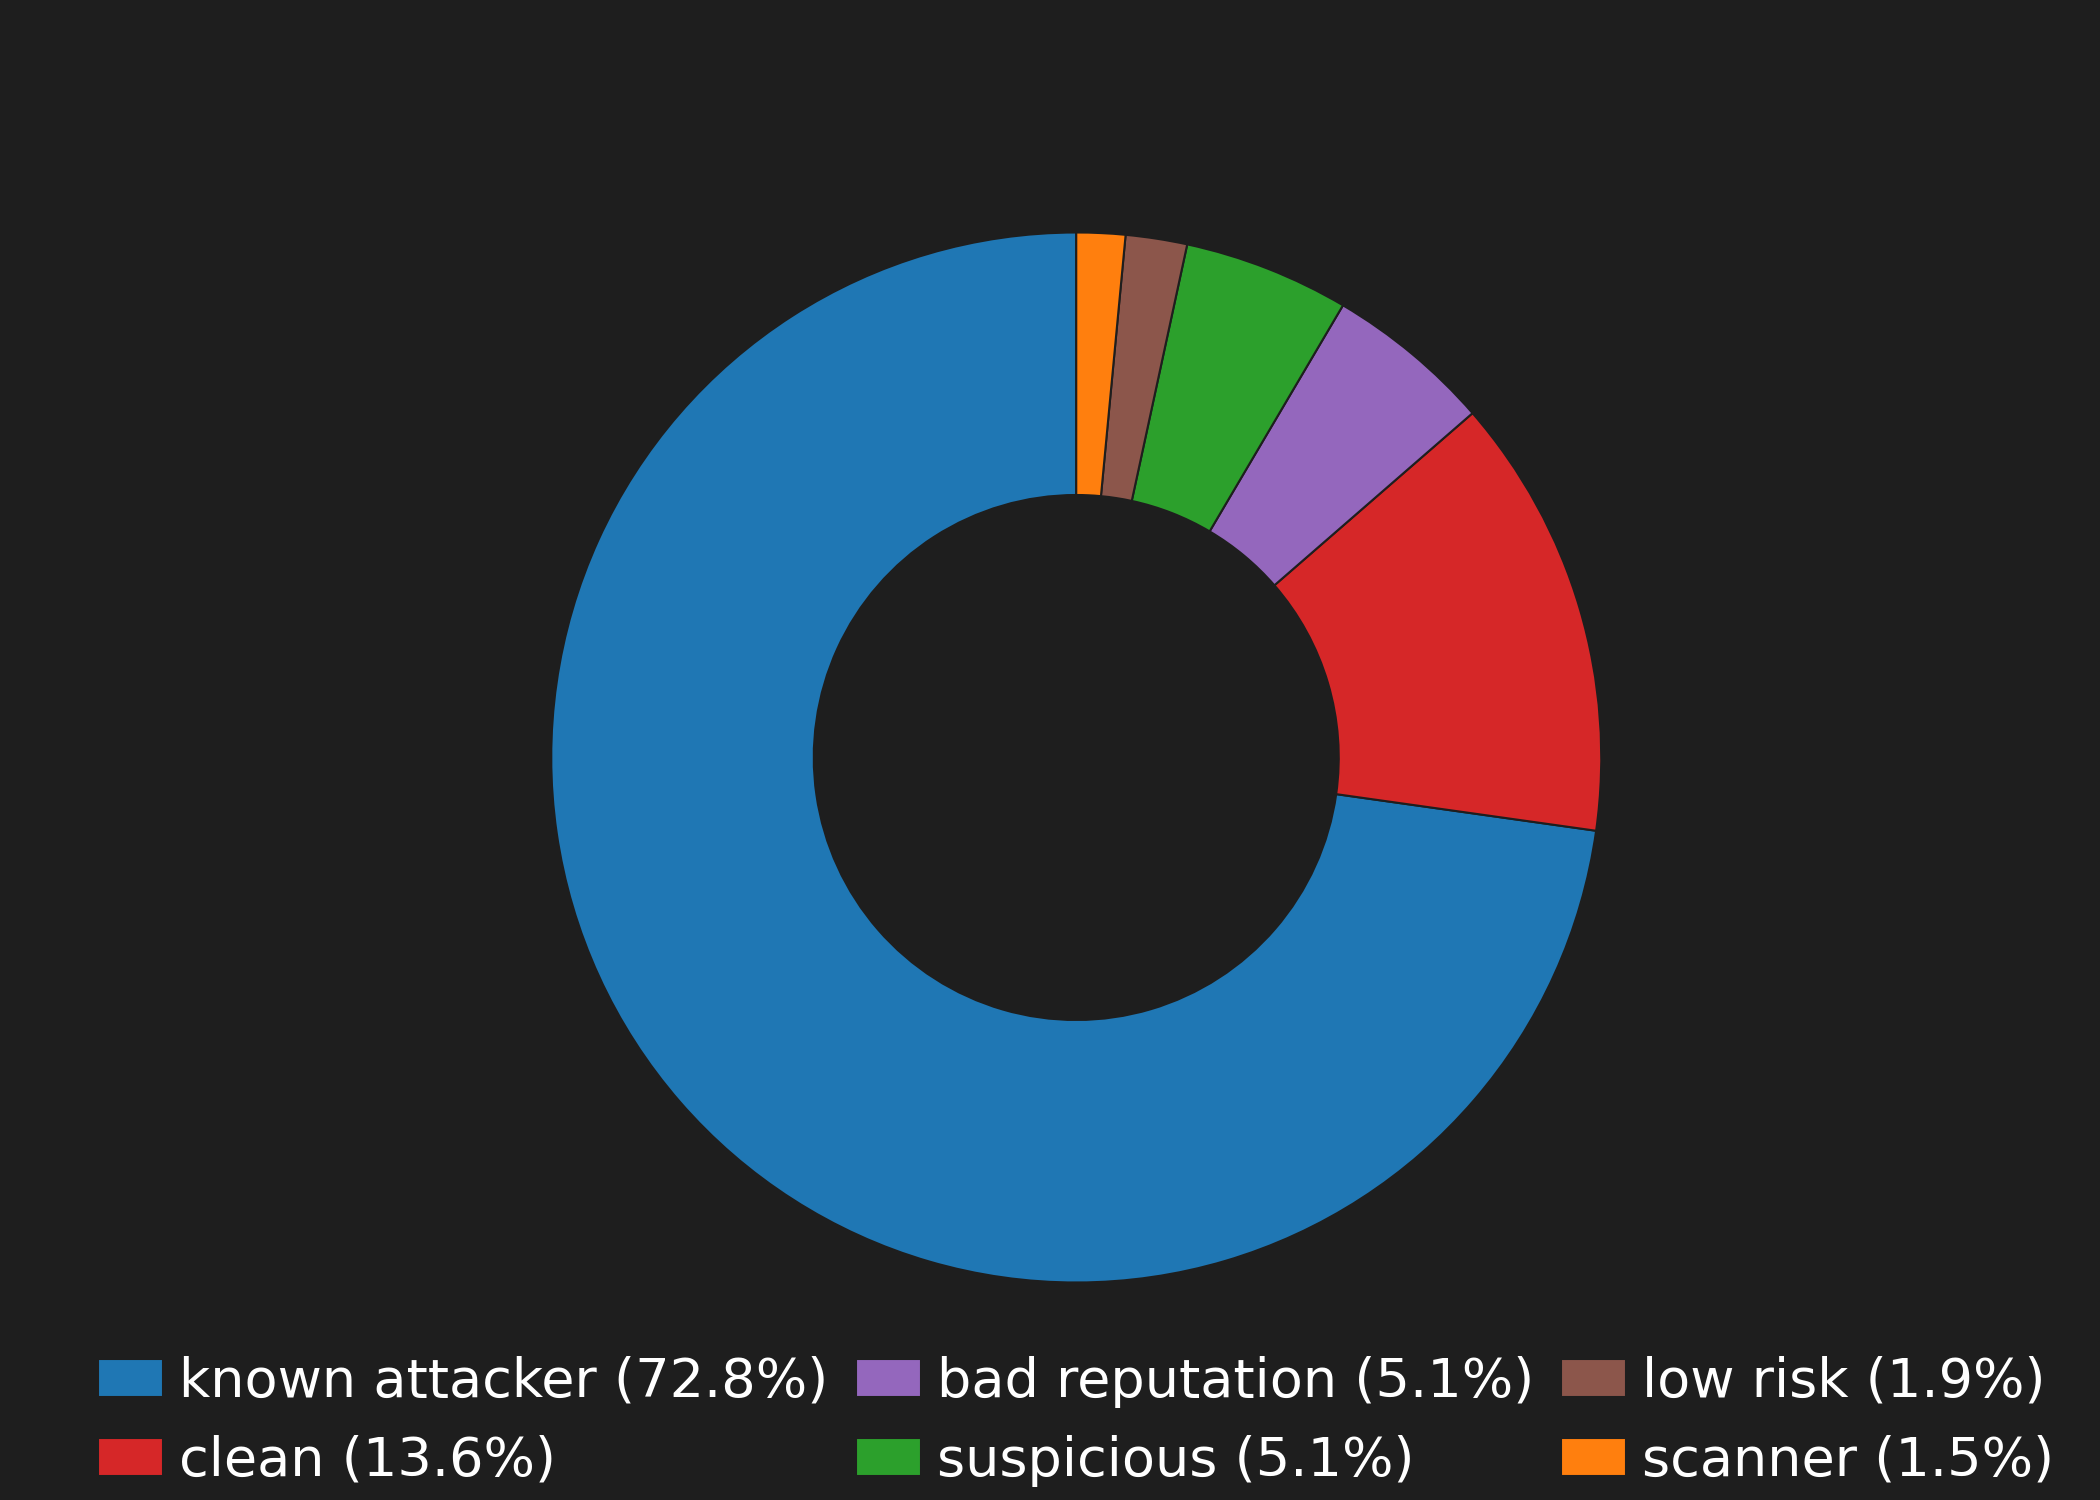 known attacker (72.8%) bad reputation (5.1%) low risk (1.9%)
clean (13.6%) suspicious (5.1%) scanner (1.5%)